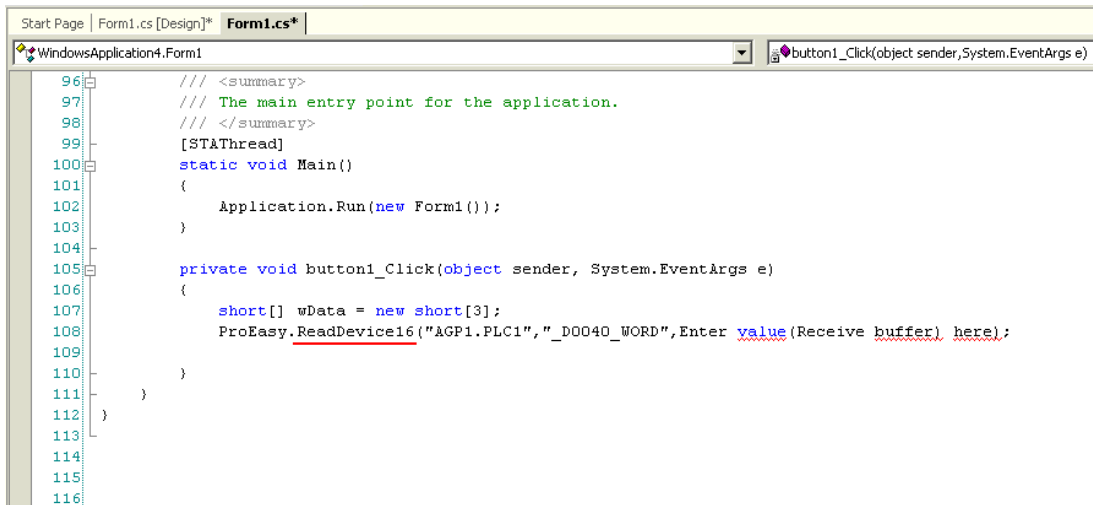 Start Page | Form1.cs [Design]* Form1.cs*
WindowsApplication4.Form1 button1_Click(object sender,System.EventArgs e)
96 /// <summary>
97 /// The main entry point for the application.
98 /// </summary>
99 [STAThread]
100 static void Main()
101 {
102 Application.Run(new Form1());
103 }
104
105 private void button1_Click(object sender, System.EventArgs e)
106 {
107 short[] wData = new short[3];
108 ProEasy.ReadDevice16("AGP1.PLC1","_D0040_WORD",Enter value(Receive buffer) here);
109
110 }
111 }
112 }
113
114
115
116